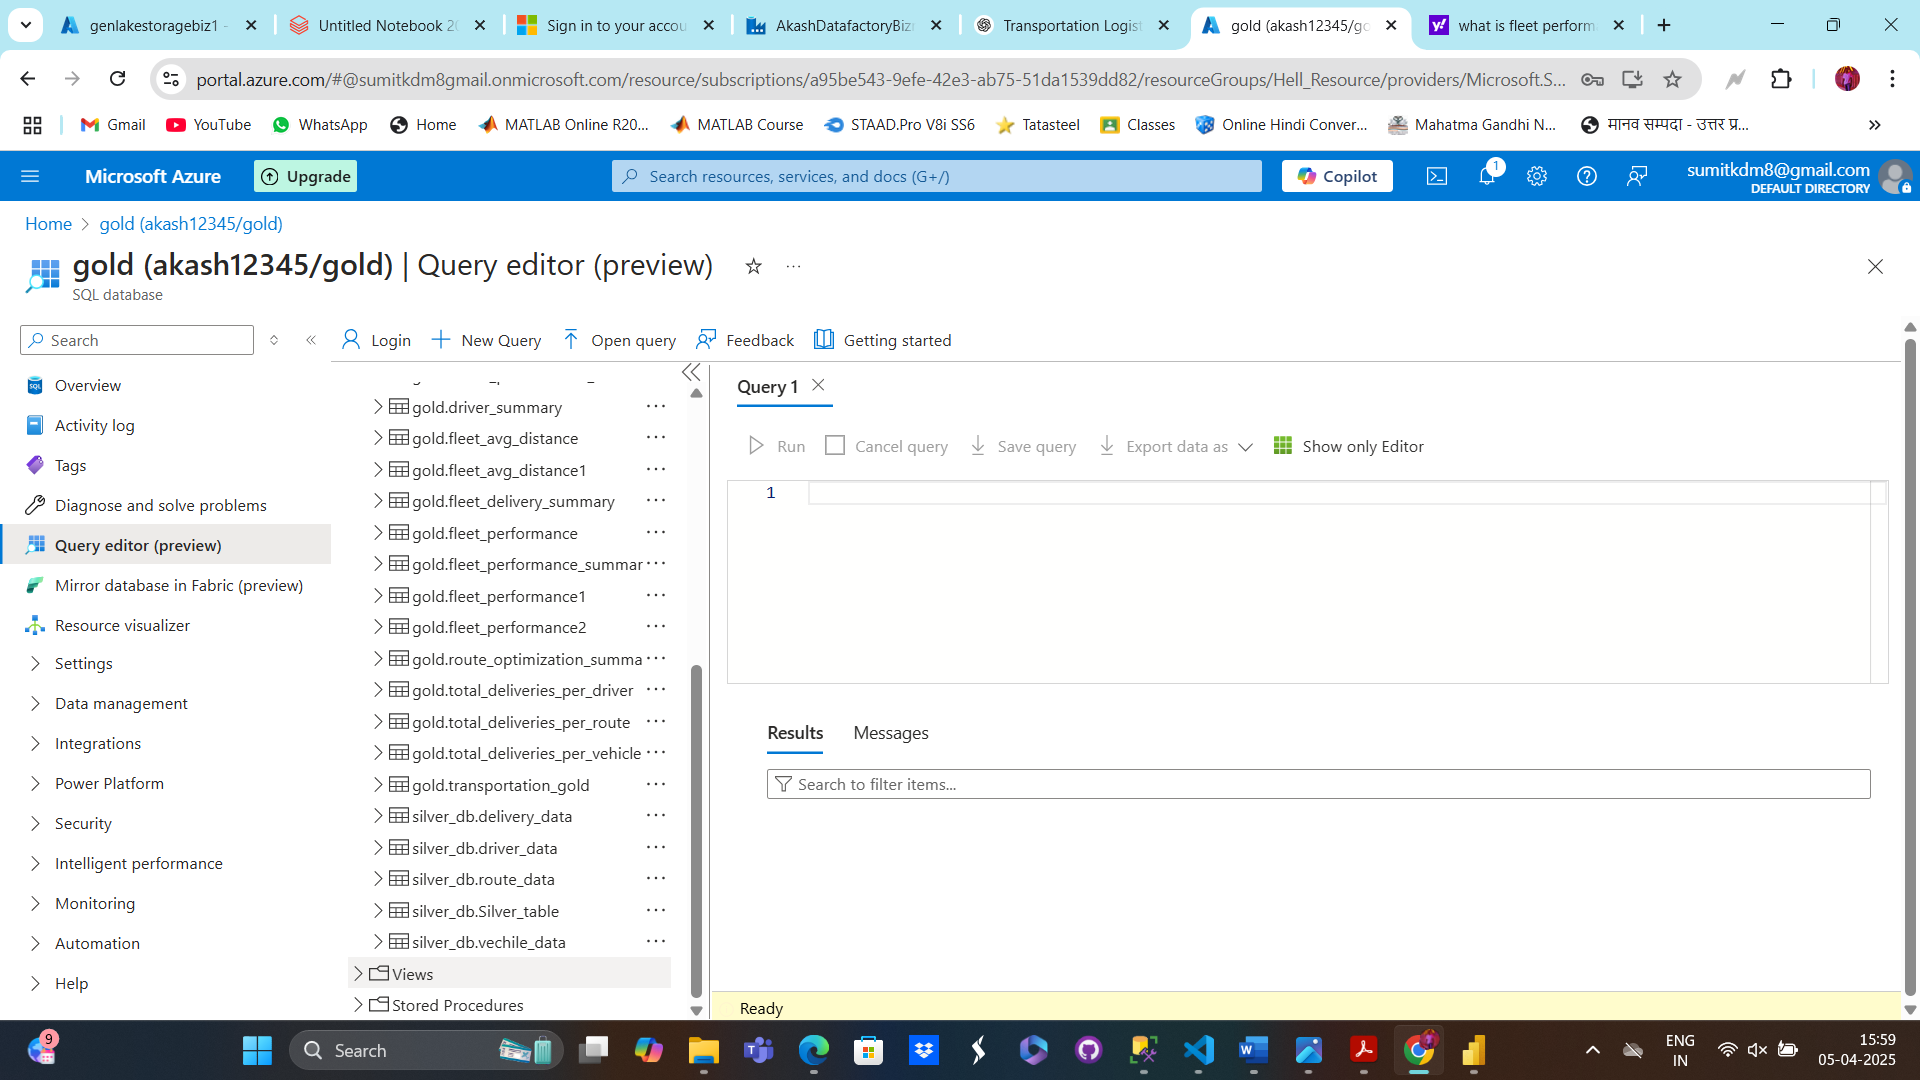 genlakestoragebiz1 -
Untitled Notebook 20
Sign in to your accou
AkashDatafactoryBiz
Transportation Logist
gold (akash12345/go
what is fleet perform
portal.azure.com/#@sumitkdm8gmail.onmicrosoft.com/resource/subscriptions/a95be543-9efe-42e3-ab75-51da1539dd82/resourceGroups/Hell_Resource/providers/Microsoft.S...
Gmail
YouTube
WhatsApp
Home
MATLAB Online R20...
MATLAB Course
STAAD.Pro V8i SS6
Tatasteel
Classes
Online Hindi Conver...
Mahatma Gandhi N...
मानव सम्पदा - उत्तर प्र...
Microsoft Azure
Upgrade
Search resources, services, and docs (G+/)
Copilot
1
sumitkdm8@gmail.com
DEFAULT DIRECTORY
Home
gold (akash12345/gold)
gold (akash12345/gold) | Query editor (preview)
SQL database
Search
Login
New Query
Open query
Feedback
Getting started
Overview
Activity log
Tags
Diagnose and solve problems
Query editor (preview)
Mirror database in Fabric (preview)
Resource visualizer
Settings
Data management
Integrations
Power Platform
Security
Intelligent performance
Monitoring
Automation
Help
gold.driver_summary
gold.fleet_avg_distance
gold.fleet_avg_distance1
gold.fleet_delivery_summary
gold.fleet_performance
gold.fleet_performance_summar
gold.fleet_performance1
gold.fleet_performance2
gold.route_optimization_summa
gold.total_deliveries_per_driver
gold.total_deliveries_per_route
gold.total_deliveries_per_vehicle
gold.transportation_gold
silver_db.delivery_data
silver_db.driver_data
silver_db.route_data
silver_db.Silver_table
silver_db.vechile_data
Views
Stored Procedures
Query 1
Run
Cancel query
Save query
Export data as
Show only Editor
1
Results
Messages
Search to filter items...
Ready
9
Search
ENG
IN
15:59
05-04-2025